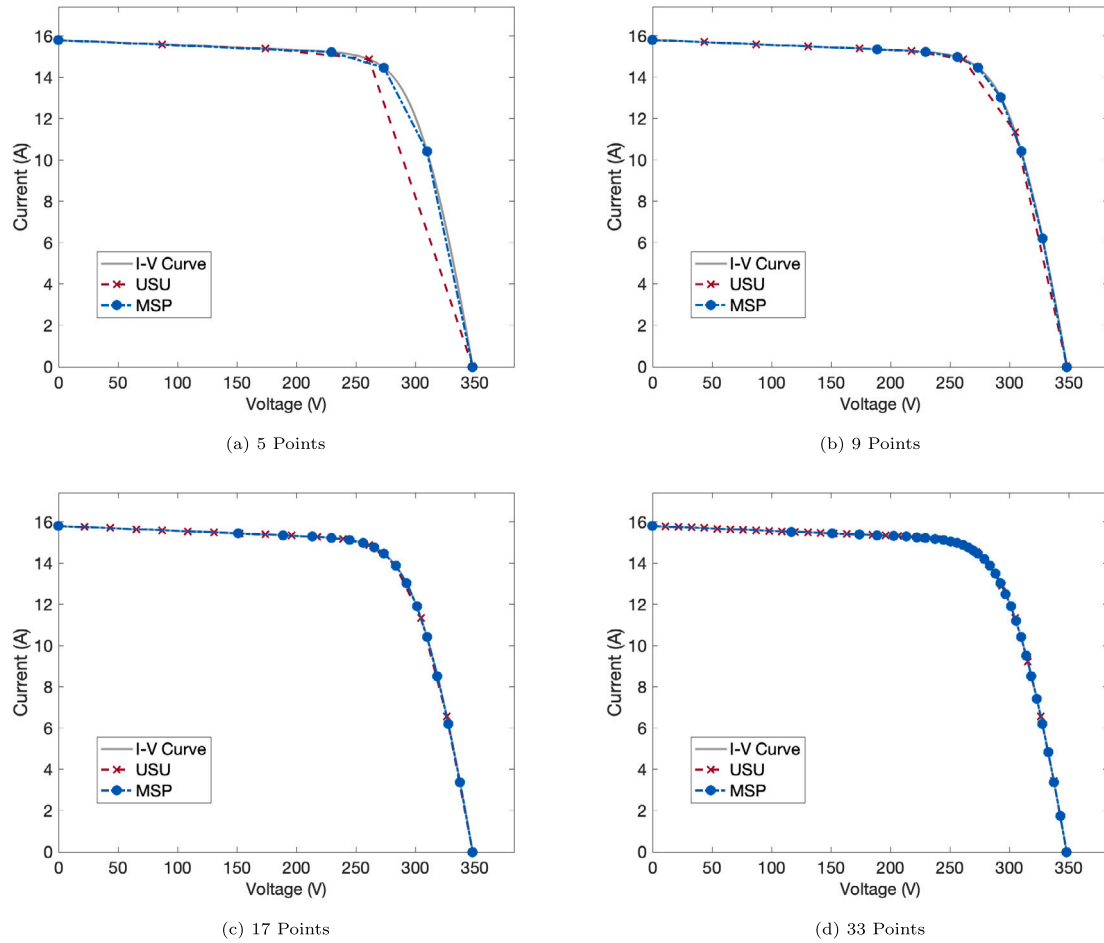 16
14
12
10
8
6
4
2
0
Current (A)
I-V Curve
USU
MSP
0 50 100 150 200 250 300 350
Voltage (V)
(a) 5 Points
16
14
12
10
8
6
4
2
0
Current (A)
I-V Curve
USU
MSP
0 50 100 150 200 250 300 350
Voltage (V)
(b) 9 Points
16
14
12
10
8
6
4
2
0
Current (A)
I-V Curve
USU
MSP
0 50 100 150 200 250 300 350
Voltage (V)
(c) 17 Points
16
14
12
10
8
6
4
2
0
Current (A)
I-V Curve
USU
MSP
0 50 100 150 200 250 300 350
Voltage (V)
(d) 33 Points